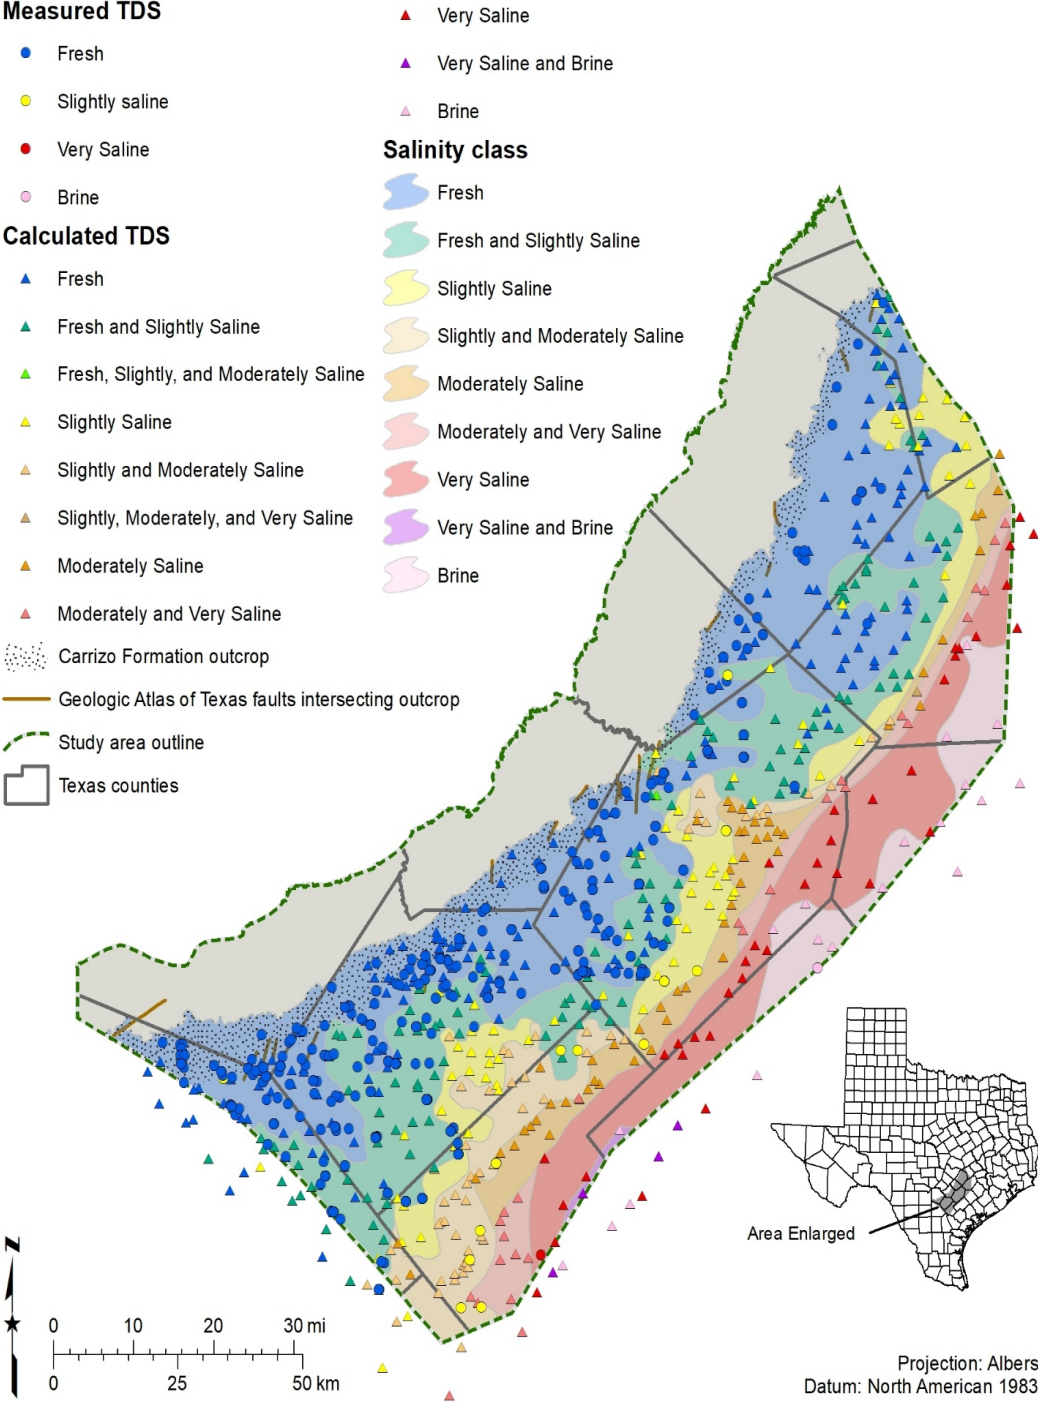 Measured TDS
Fresh
Slightly saline
Very Saline
Brine
Calculated TDS
Fresh
Fresh and Slightly Saline
Fresh, Slightly, and Moderately Saline
Slightly Saline
Slightly and Moderately Saline
Slightly, Moderately, and Very Saline
Moderately Saline
Moderately and Very Saline
Very Saline
Very Saline and Brine
Brine
Salinity class
Fresh
Fresh and Slightly Saline
Slightly Saline
Slightly and Moderately Saline
Moderately Saline
Moderately and Very Saline
Very Saline
Very Saline and Brine
Brine
Carrizo Formation outcrop
Geologic Atlas of Texas faults intersecting outcrop
Study area outline
Texas counties
Area Enlarged
N
0 10 20 30 mi
0 25 50 km
Projection: Albers
Datum: North American 1983